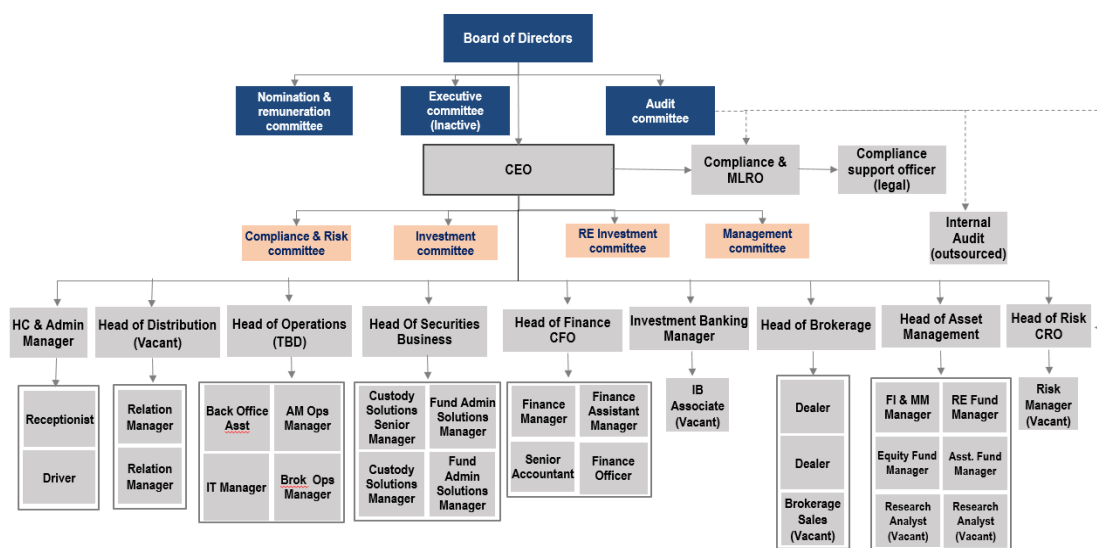 Board of Directors
Nomination &
remuneration
committee
Executive
committee
(Inactive)
Audit
committee
CEO
Compliance &
MLRO
Compliance
support officer
(legal)
Internal
Audit
(outsourced)
Compliance & Risk
committee
Investment
committee
RE Investment
committee
Management
committee
HC & Admin
Manager
Head of Distribution
(Vacant)
Head of Operations
(TBD)
Head Of Securities
Business
Head of Finance
CFO
Investment Banking
Manager
Head of Brokerage
Head of Asset
Management
Head of Risk
CRO
Receptionist
Driver
Relation
Manager
Relation
Manager
Back Office
Asst
AM Ops
Manager
IT Manager
Brok Ops
Manager
Custody
Solutions
Senior
Manager
Fund Admin
Solutions
Manager
Custody
Solutions
Manager
Fund
Admin
Solutions
Manager
Finance
Manager
Finance
Assistant
Manager
Senior
Accountant
Finance
Officer
IB
Associate
(Vacant)
Dealer
Dealer
Brokerage
Sales
(Vacant)
FI & MM
Manager
RE Fund
Manager
Equity Fund
Manager
Asst. Fund
Manager
Research
Analyst
(Vacant)
Research
Analyst
(Vacant)
Risk
Manager
(Vacant)